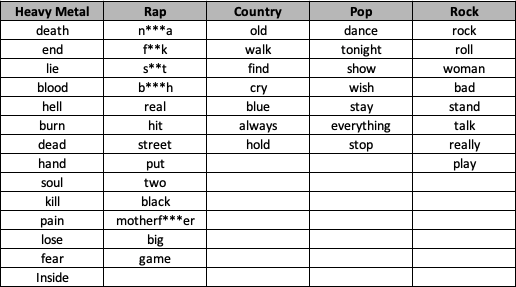 Heavy Metal Rap Country Pop Rock
death n***a old dance rock
end f**k walk tonight roll
lie s**t find show woman
blood b***h cry wish bad
hell real blue stay stand
burn hit always everything talk
dead street hold stop really
hand put play
soul two
kill black
pain motherf***er
lose big
fear game
Inside